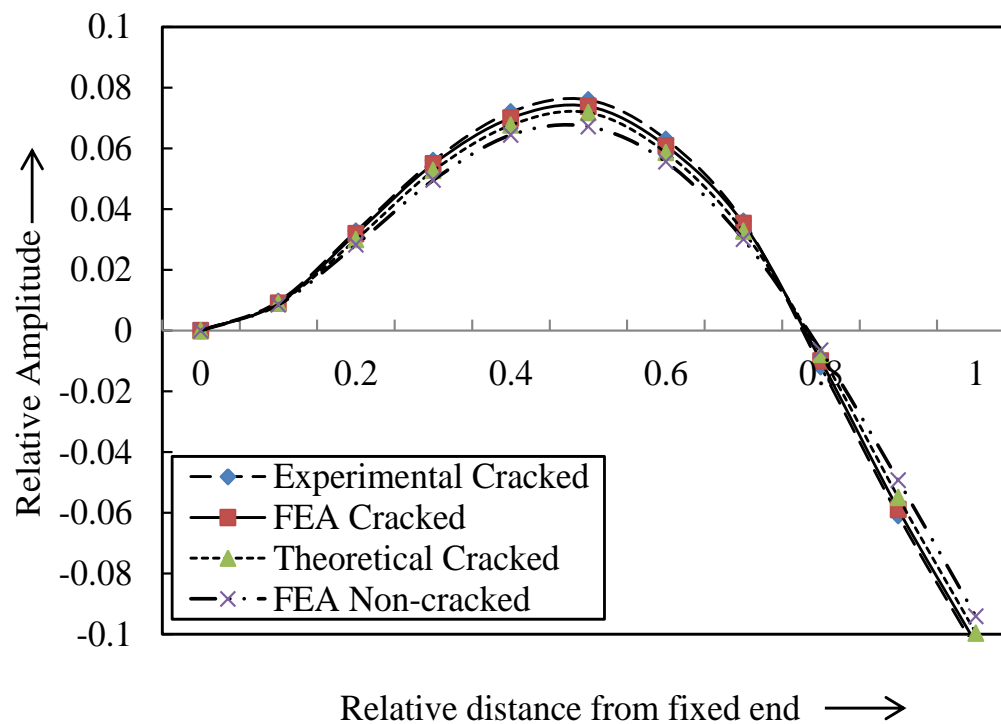 0.1
0.08
0.06
0.04
0.02
0
-0.02
-0.04
-0.06
-0.08
-0.1
0 0.2 0.4 0.6 0.8 1
Relative Amplitude
Experimental Cracked
FEA Cracked
Theoretical Cracked
FEA Non-cracked
Relative distance from fixed end